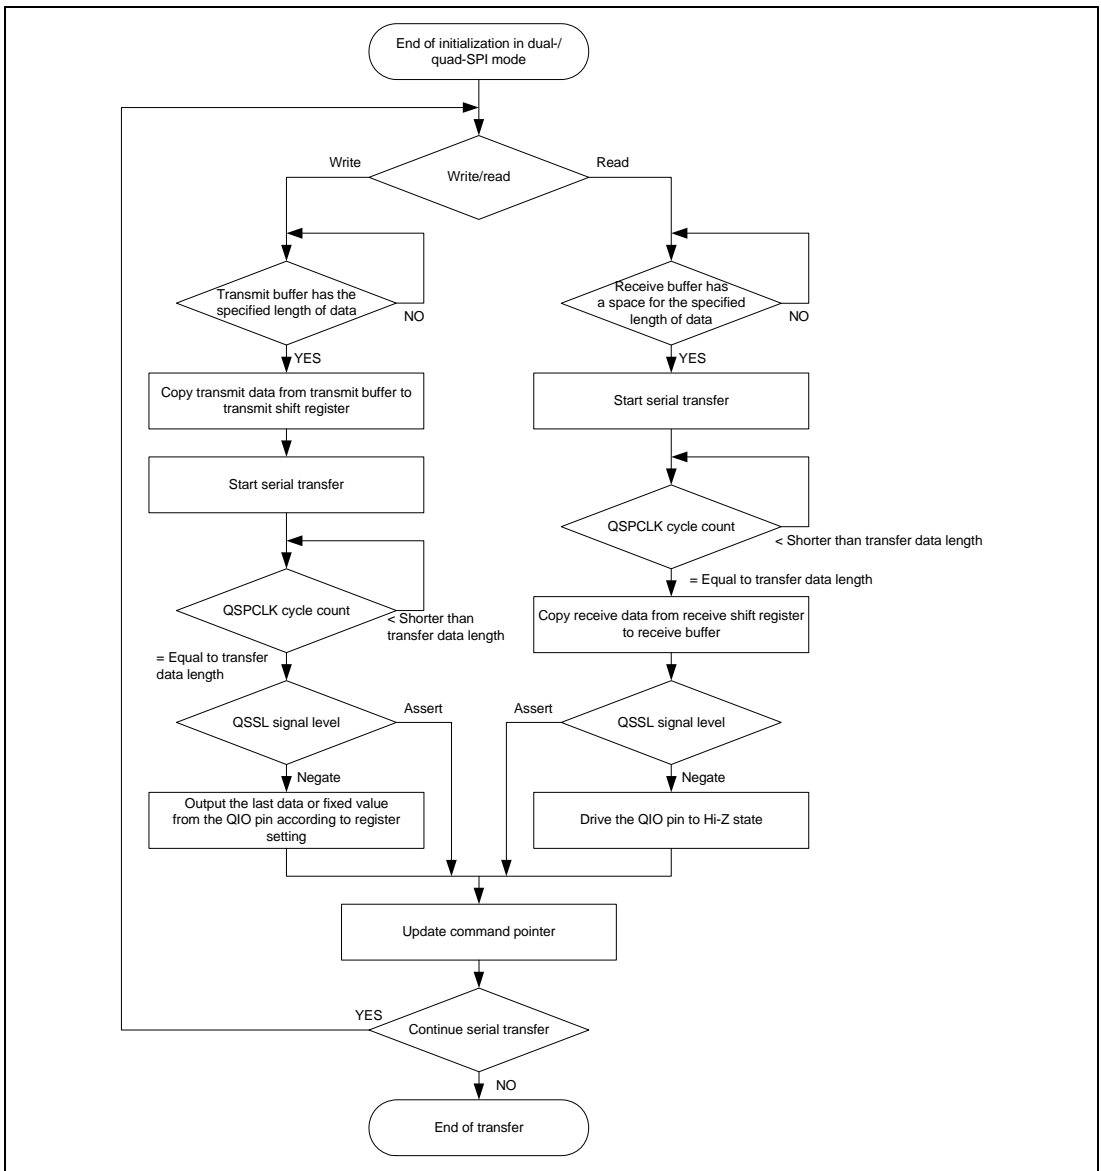 End of initialization in dual-/
quad-SPI mode
Write
Write/read
Read
Transmit buffer has the
specified length of data
NO
YES
Copy transmit data from transmit buffer to
transmit shift register
Start serial transfer
QSPCLK cycle count
< Shorter than
transfer data length
= Equal to transfer
data length
QSSL signal level
Assert
Negate
Output the last data or fixed value
from the QIO pin according to register
setting
Receive buffer has
a space for the specified
length of data
NO
YES
Start serial transfer
QSPCLK cycle count
< Shorter than transfer data length
= Equal to transfer data length
Copy receive data from receive shift register
to receive buffer
Assert
QSSL signal level
Negate
Drive the QIO pin to Hi-Z state
Update command pointer
YES
Continue serial transfer
NO
End of transfer